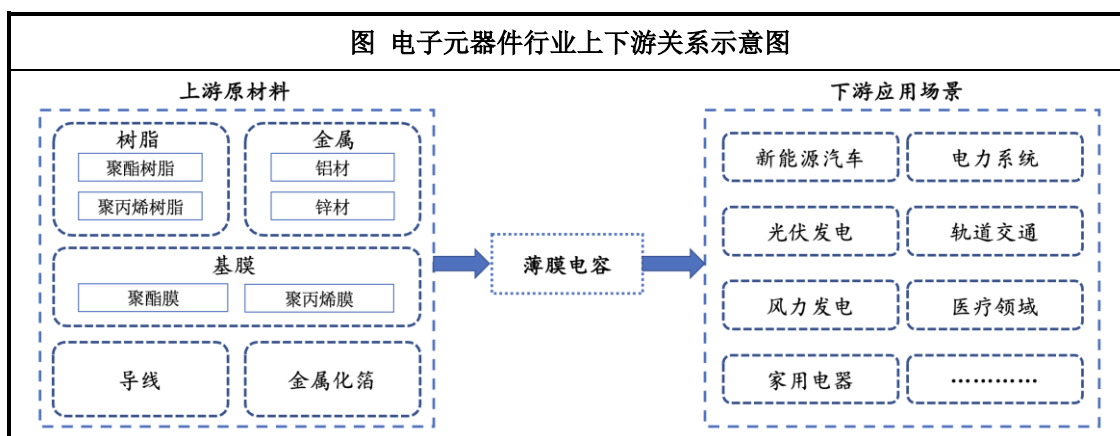 图 电子元器件行业上下游关系示意图
上游原材料
树脂
聚酯树脂
聚丙烯树脂
金属
铝材
锌材
基膜
聚酯膜
聚丙烯膜
导线
金属化箔
薄膜电容
下游应用场景
新能源汽车
电力系统
光伏发电
轨道交通
风力发电
医疗领域
家用电器
…………